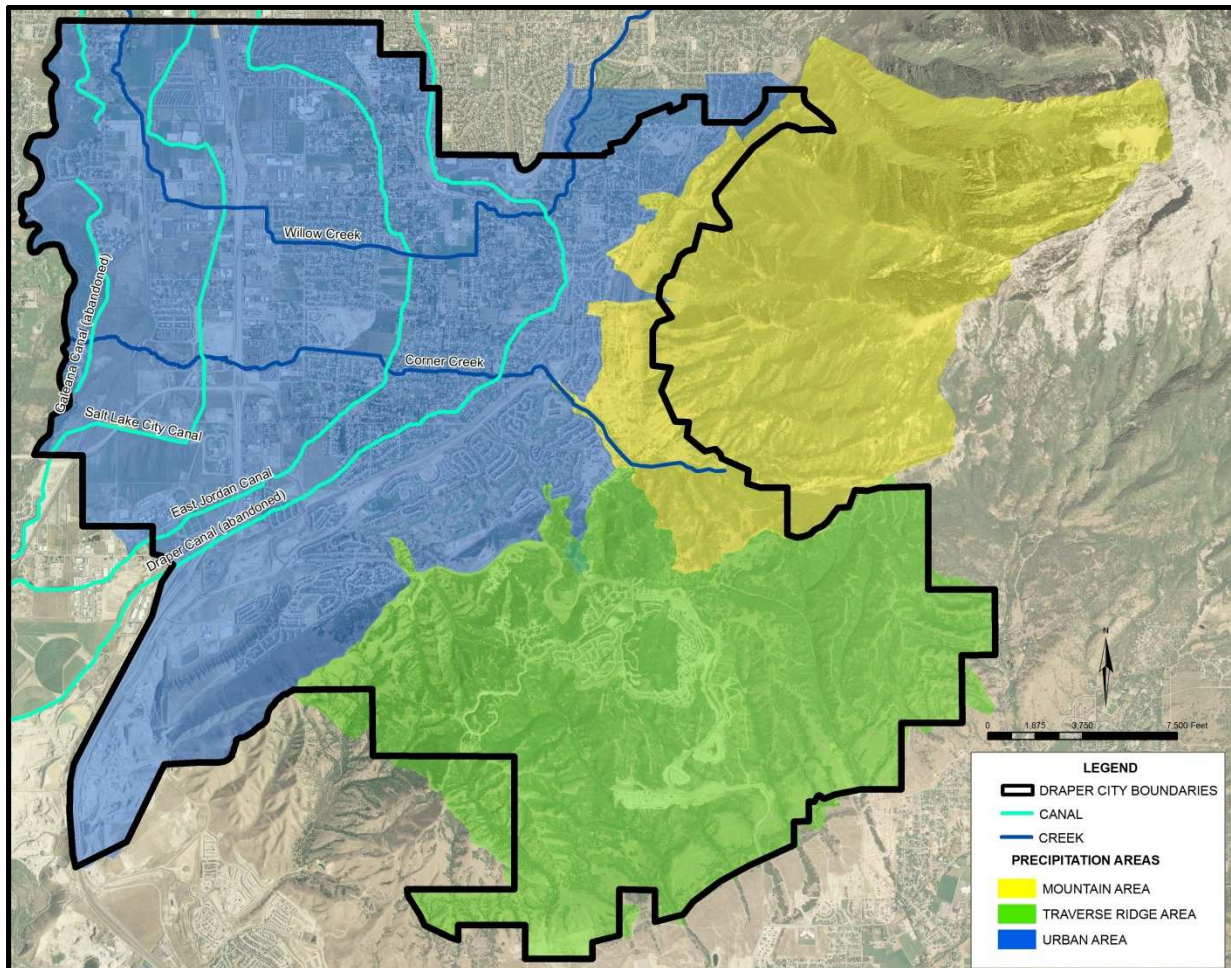 Willow Creek
Galeana Canal (abandoned)
Corner Creek
Salt Lake City Canal
East Jordan Canal
Draper Canal (abandoned)
N
0 1,875 3,750 7,500 Feet
LEGEND
DRAPER CITY BOUNDARIES
CANAL
CREEK
PRECIPITATION AREAS
MOUNTAIN AREA
TRAVERSE RIDGE AREA
URBAN AREA